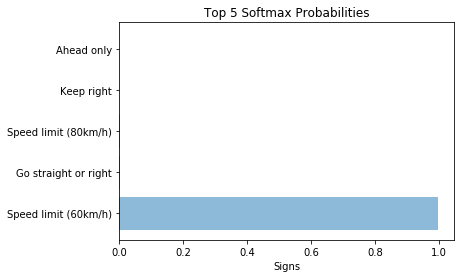 Top 5 Softmax Probabilities
Ahead only
Keep right
Speed limit (80km/h)
Go straight or right
Speed limit (60km/h)
0.0 0.2 0.4 0.6 0.8 1.0
Signs